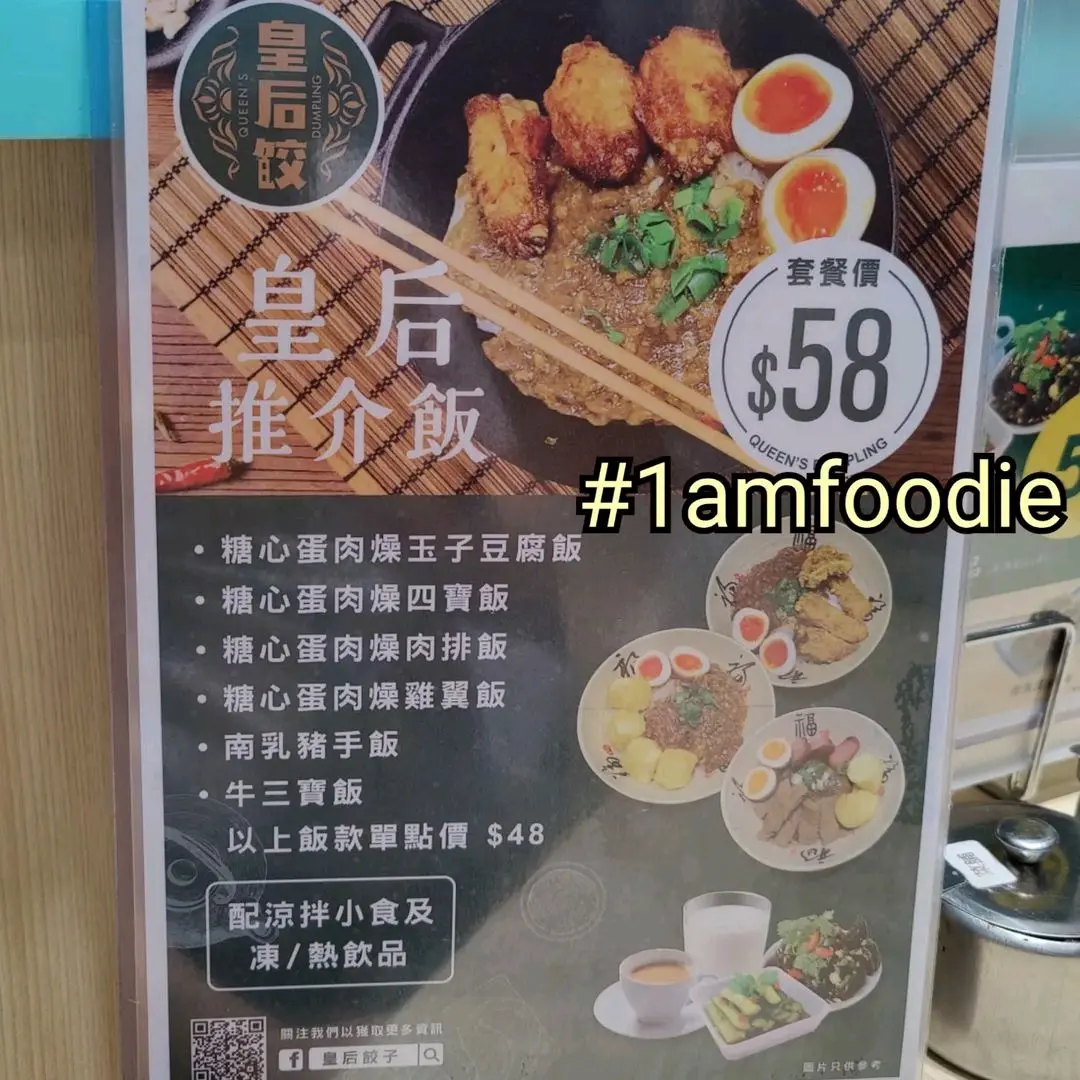 皇后餃
QUEEN'S
DUMPLING
套餐價
$58
皇后
推介飯
#1amfoodie
• 糖心蛋肉燥玉子豆腐飯
• 糖心蛋肉燥四寶飯
• 糖心蛋肉燥肉排飯
• 糖心蛋肉燥雞翼飯
• 南乳豬手飯
• 牛三寶飯
以上飯款單點價 $48
福
配涼拌小食及
凍/熱飲品
關注我們以獲取更多資訊
f 皇后餃子
圖片只供參考